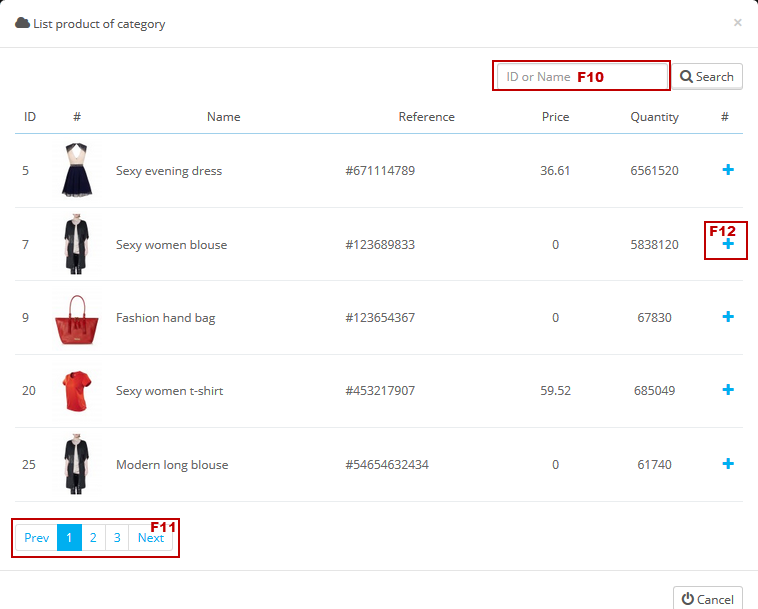 List product of category ×
ID or Name F10 Search
ID # Name Reference Price Quantity #
5 Sexy evening dress #671114789 36.61 6561520 +
F12
7 Sexy women blouse #123689833 0 5838120 +
9 Fashion hand bag #123654367 0 67830 +
20 Sexy women t-shirt #453217907 59.52 685049 +
25 Modern long blouse #54654632434 0 61740 +
F11
Prev 1 2 3 Next
Cancel